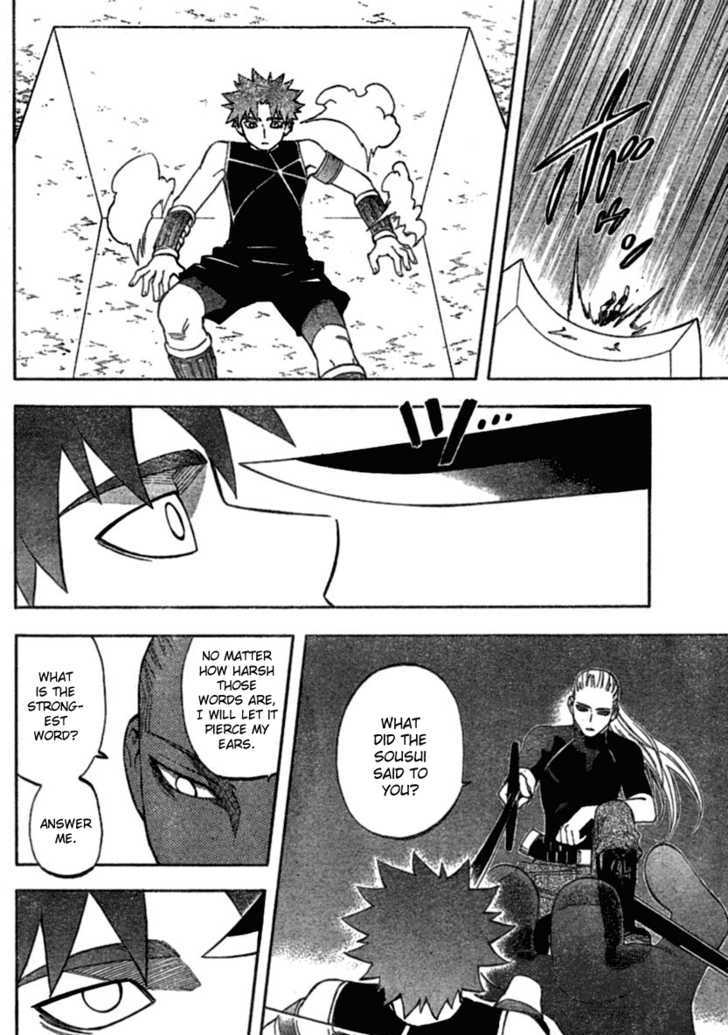 WHAT
DID THE
SOUSUI
SAID TO
YOU?
NO MATTER
HOW HARSH
THOSE
WORDS ARE,
I WILL LET IT
PIERCE MY
EARS.
WHAT
IS THE
STRONG-
EST
WORD?
ANSWER
ME.